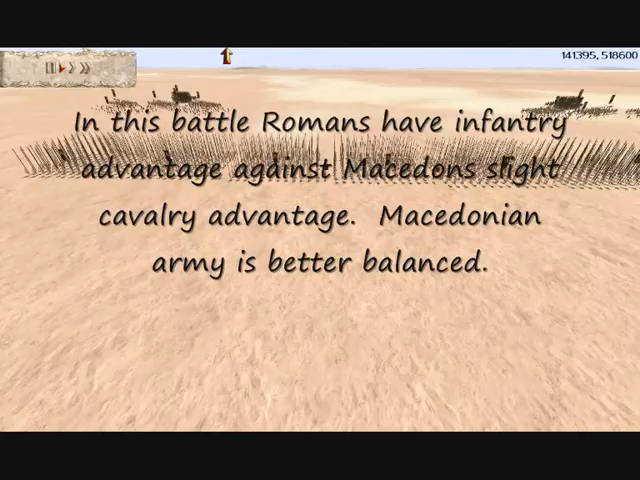 141395, 518600
In this battle Romans have infantry
advantage against Macedons slight
cavalry advantage. Macedonian
army is better balanced.